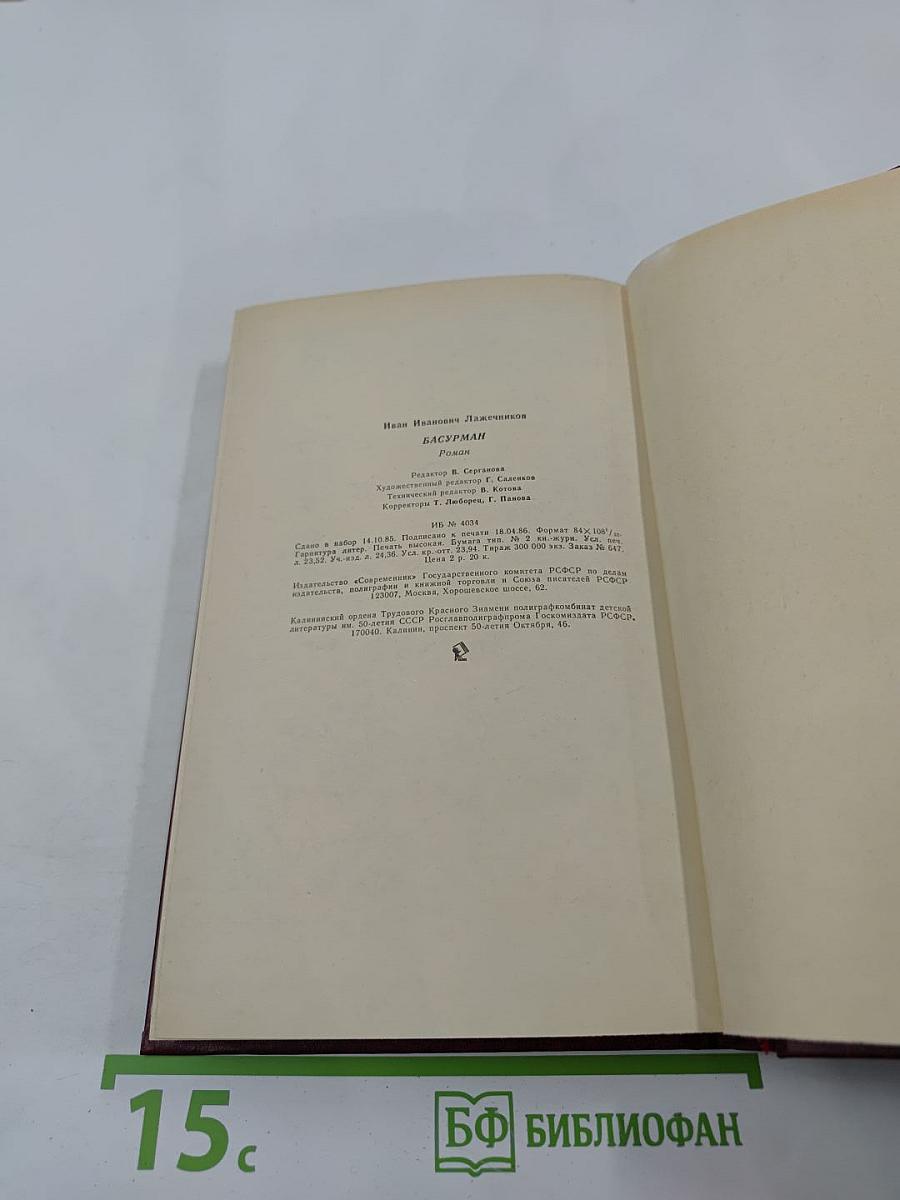 Иван Иванович Лажечников
БАСУРМАН
Роман
Редактор В. Серганова
Художественный редактор Г. Саленков
Технический редактор В. Котова
Корректоры Т. Люборец, Г. Панова
ИБ № 4034
Сдано в набор 14.10.85. Подписано к печати 18.04.86. Формат 84×108¹/₃₂.
Гарнитура литер. Печать высокая. Бумага тип. № 2 кн.-журн. Усл. печ.
л. 23,52. Уч.-изд. л. 24,36. Усл. кр.-отт. 23,94. Тираж 300 000 экз. Заказ № 647.
Цена 2 р. 20 к.
Издательство «Современник» Государственного комитета РСФСР по делам
издательств, полиграфии и книжной торговли и Союза писателей РСФСР
123007, Москва, Хорошевское шоссе, 62.
Калининский ордена Трудового Красного Знамени полиграфкомбинат детской
литературы им. 50-летия СССР Росглавполиграфпрома Госкомиздата РСФСР.
170040. Калинин, проспект 50-летия Октября, 46.
15 с
БФ БИБЛИОФАН